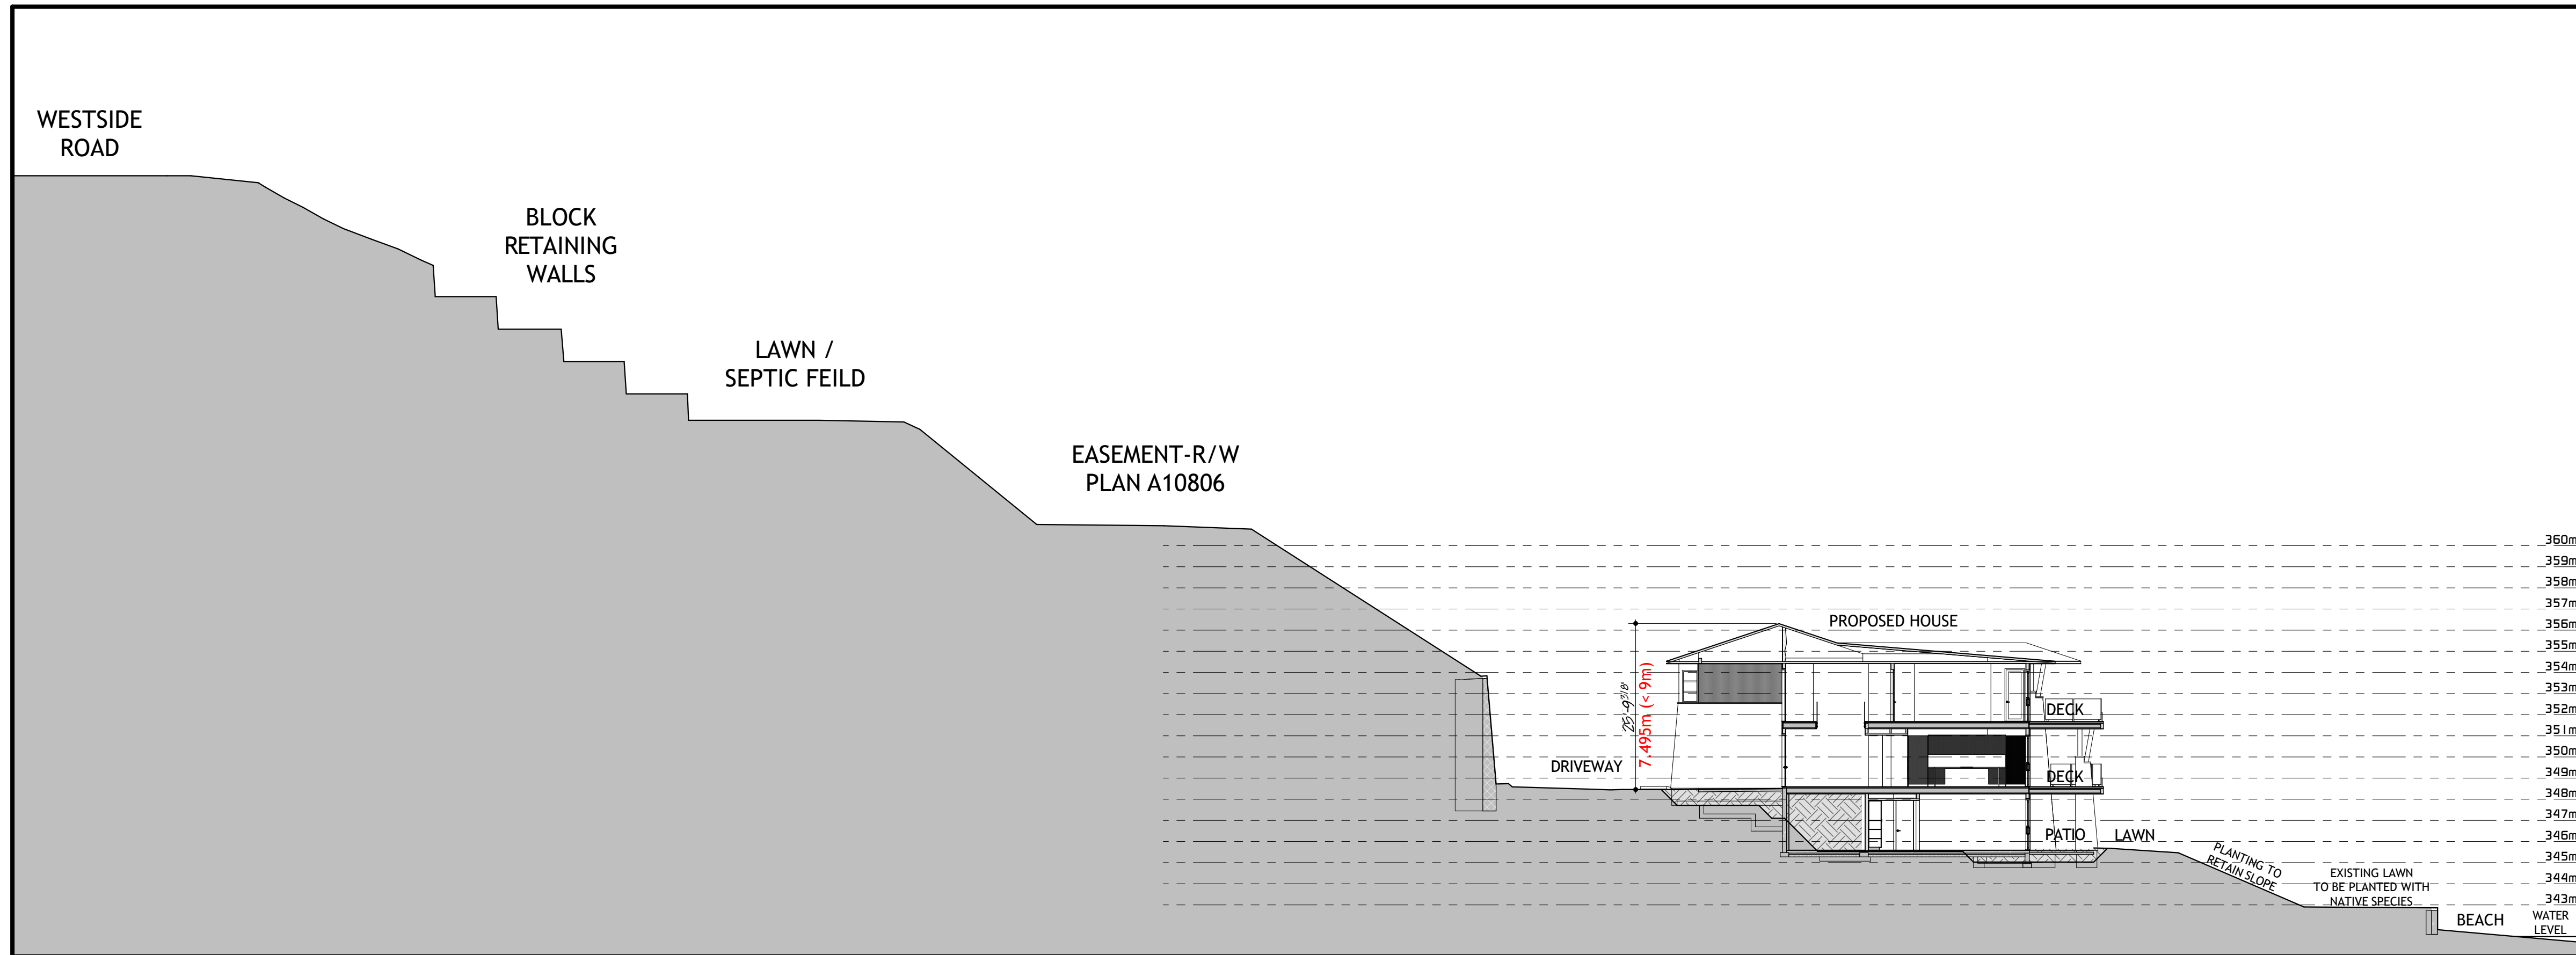 WESTSIDE
ROAD
BLOCK
RETAINING
WALLS
LAWN /
SEPTIC FEILD
EASEMENT-R/W
PLAN A10806
360m
359m
358m
357m
356m
355m
354m
353m
352m
351m
350m
349m
348m
347m
346m
345m
344m
343m
PROPOSED HOUSE
7.495m (< 9m)
DRIVEWAY
DECK
DECK
PATIO
LAWN
PLANTING TO
RETAIN SLOPE
EXISTING LAWN
TO BE PLANTED WITH
NATIVE SPECIES
BEACH
WATER
LEVEL